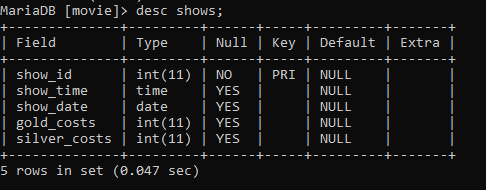 MariaDB [movie]> desc shows;
+--------------+---------+------+-----+---------+-------+
| Field        | Type    | Null | Key | Default | Extra |
+--------------+---------+------+-----+---------+-------+
| show_id      | int(11) | NO   | PRI | NULL    |       |
| show_time    | time    | YES  |     | NULL    |       |
| show_date    | date    | YES  |     | NULL    |       |
| gold_costs   | int(11) | YES  |     | NULL    |       |
| silver_costs | int(11) | YES  |     | NULL    |       |
+--------------+---------+------+-----+---------+-------+
5 rows in set (0.047 sec)